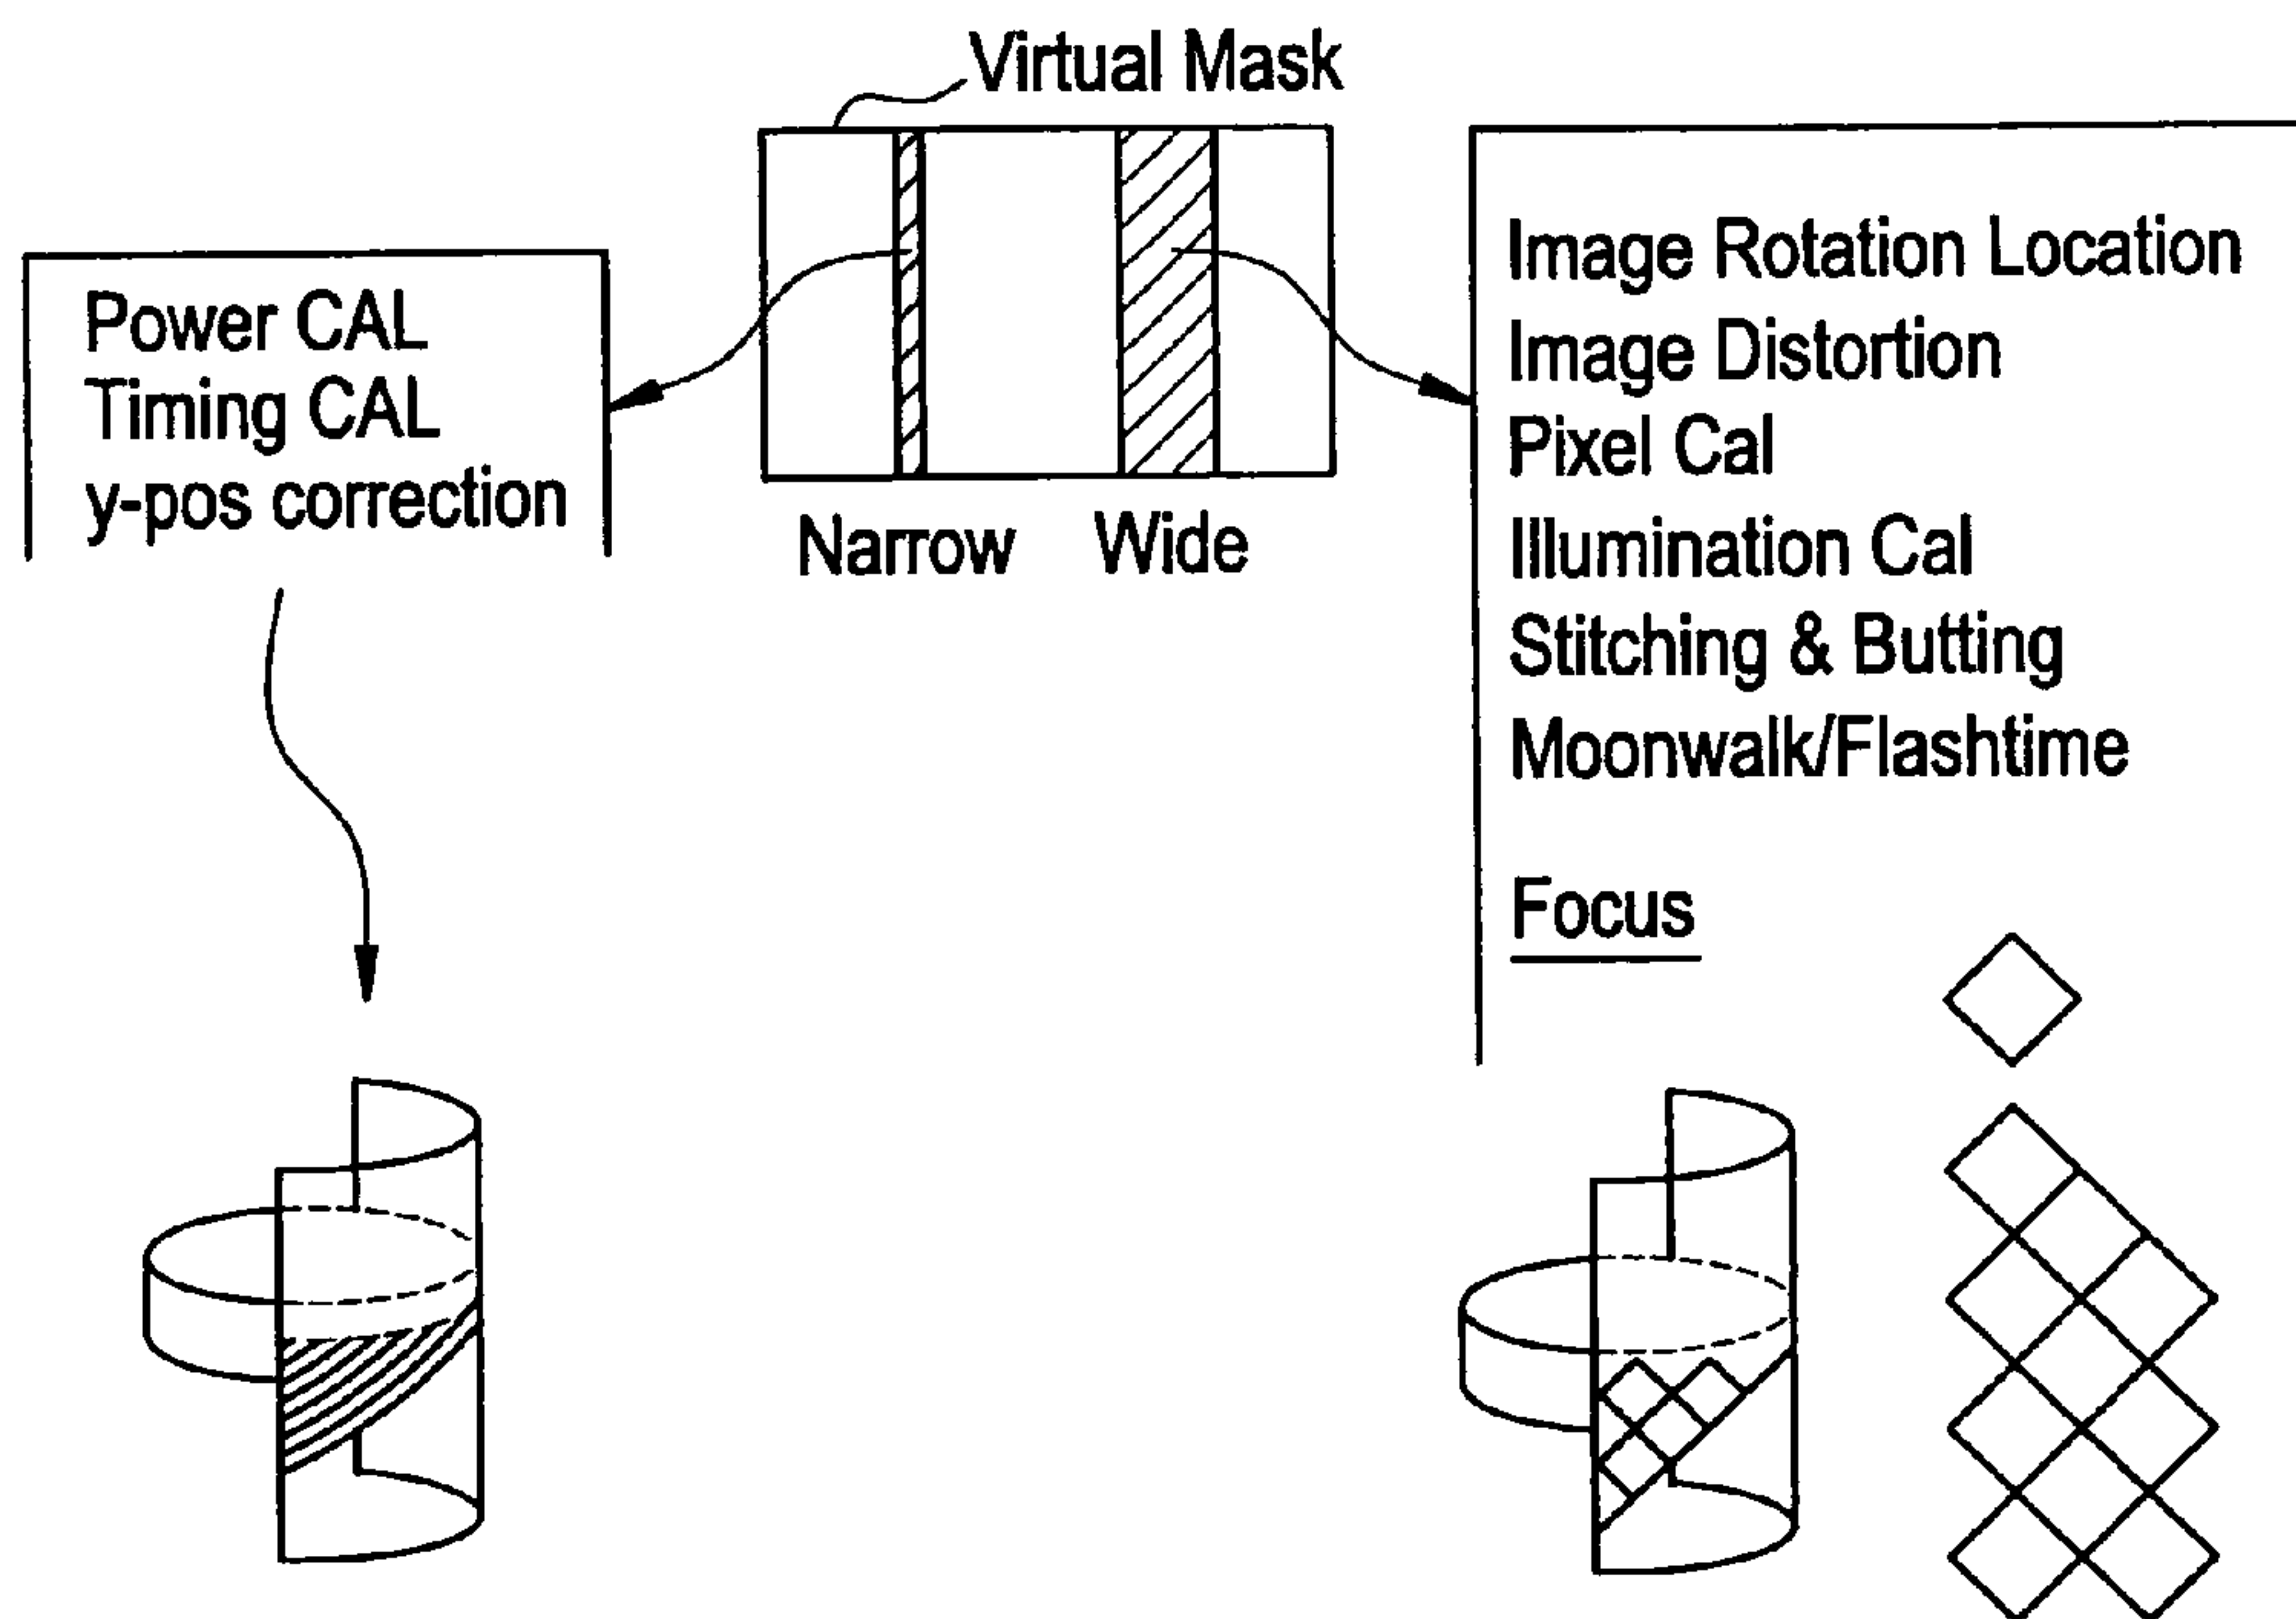 Virtual Mask
Power CAL
Timing CAL
y-pos correction
Narrow
Wide
Image Rotation Location
Image Distortion
Pixel Cal
Illumination Cal
Stitching & Butting
Moonwalk/Flashtime
Focus